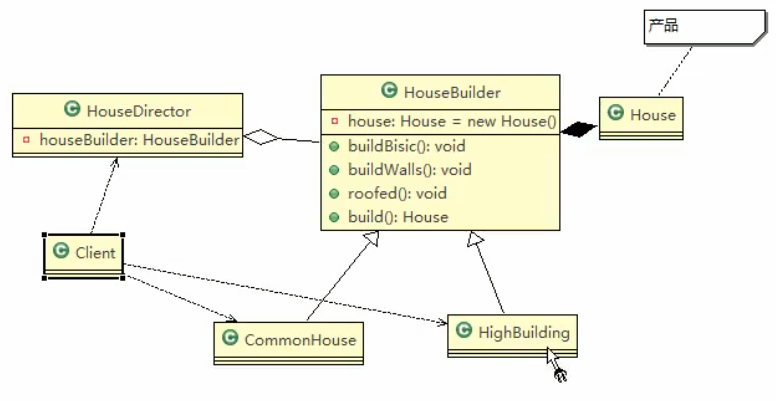 产品
HouseDirector
houseBuilder: HouseBuilder
HouseBuilder
house: House = new House()
buildBisic(): void
buildWalls(): void
roofed(): void
build(): House
House
Client
CommonHouse
HighBuilding